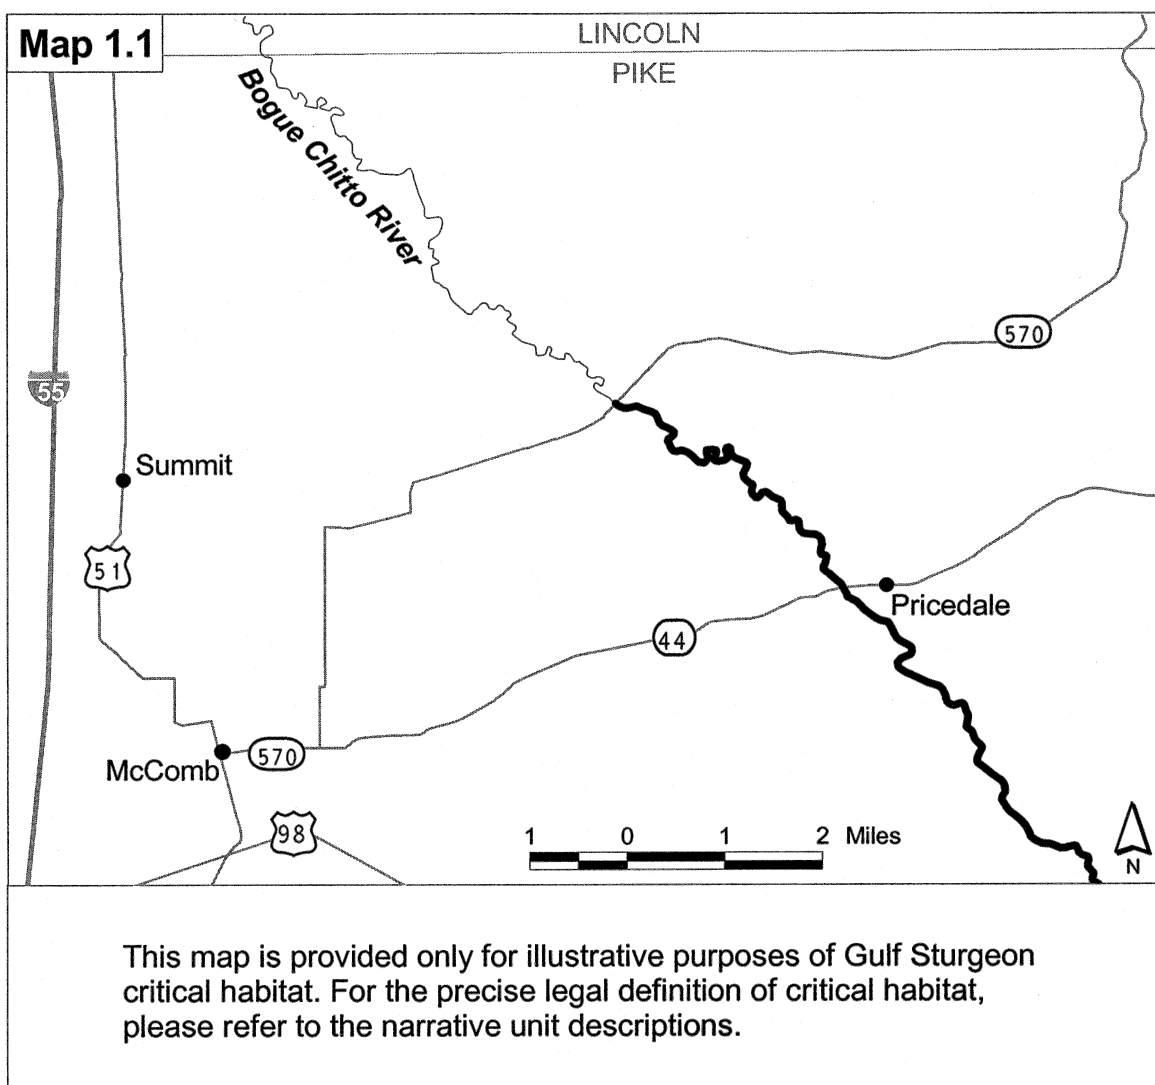 Map 1.1
LINCOLN
PIKE
Bogue Chitto River
570
55
Summit
51
Pricedale
44
McComb
570
98
1 0 1 2 Miles
N
This map is provided only for illustrative purposes of Gulf Sturgeon
critical habitat. For the precise legal definition of critical habitat,
please refer to the narrative unit descriptions.